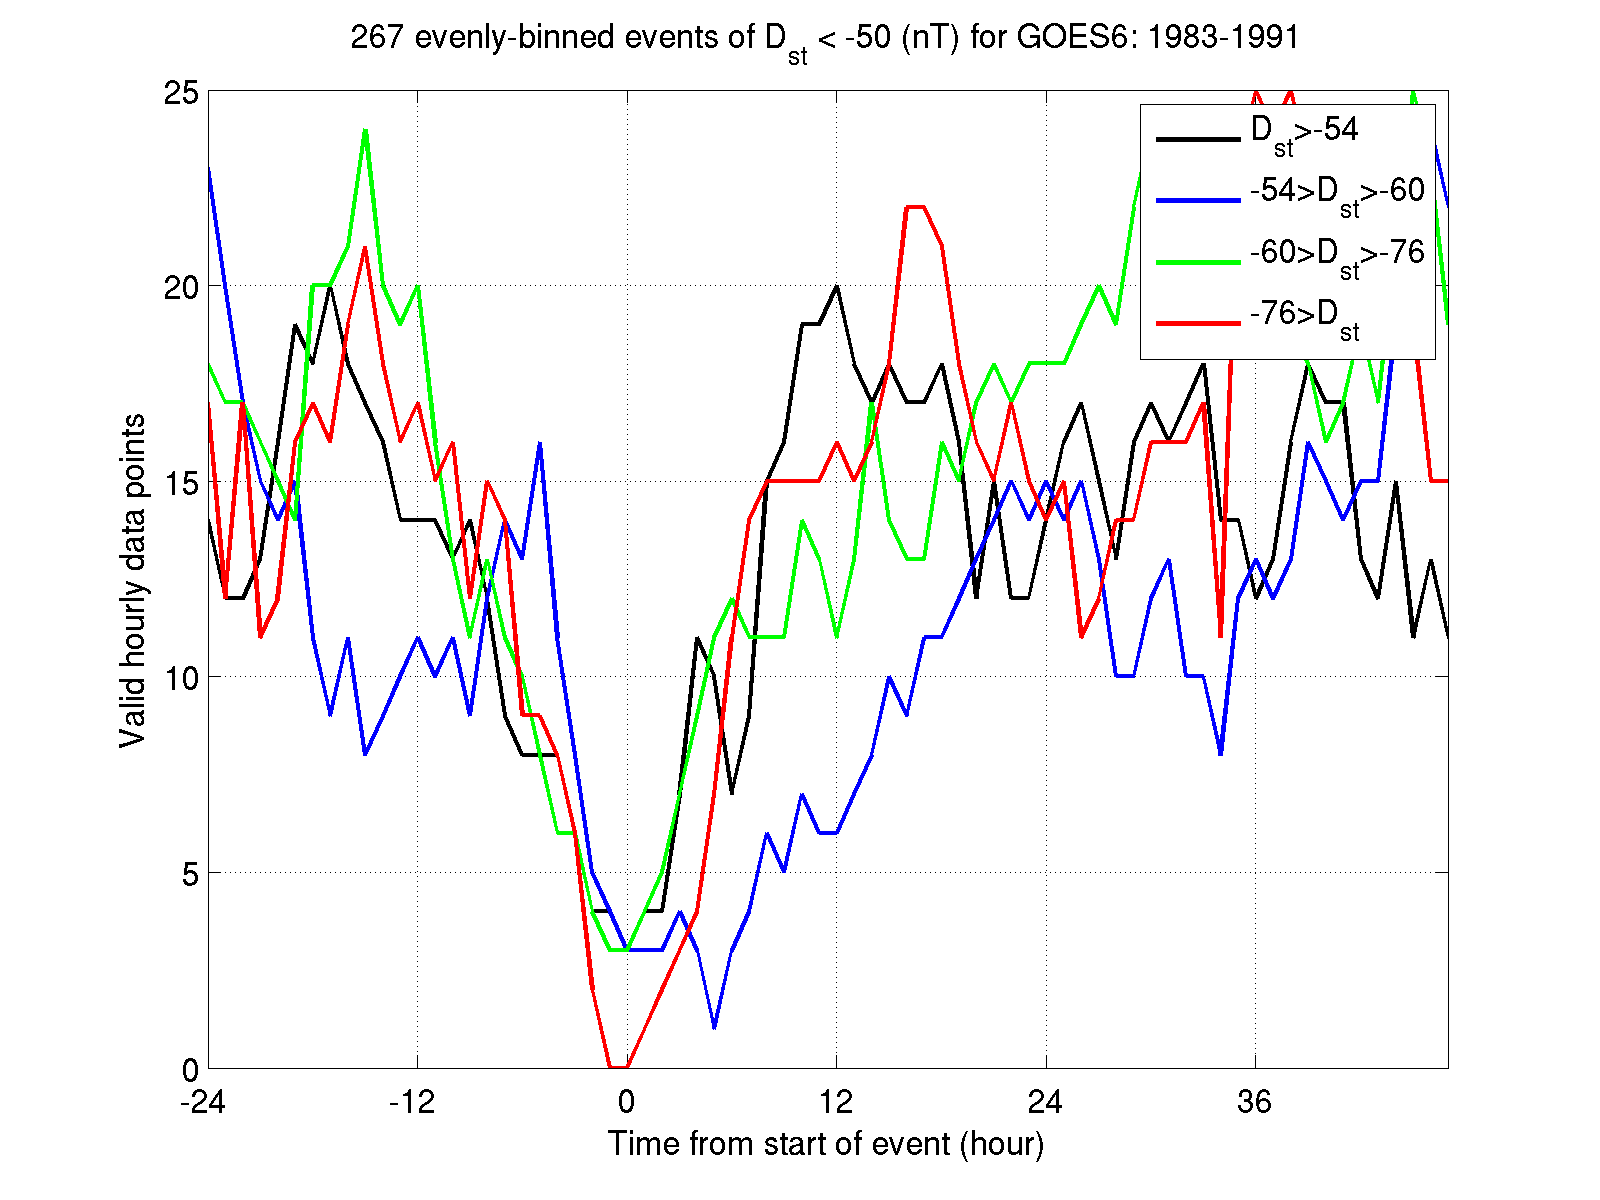 267 evenly-binned events of Dst < -50 (nT) for GOES6: 1983-1991
25
20
15
10
5
0
Valid hourly data points
Dst>-54
-54>Dst>-60
-60>Dst>-76
-76>Dst
-24 -12 0 12 24 36
Time from start of event (hour)